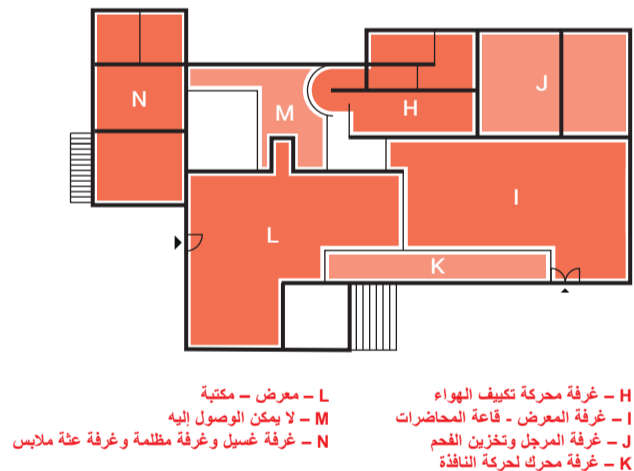 N
M
H
J
I
L
K
H – غرفة محركة تكييف الهواء
I – غرفة المعرض - قاعة المحاضرات
J – غرفة المرجل وتخزين الفحم
K – غرفة محرك لحركة النافذة
L – معرض – مكتبة
M – لا يمكن الوصول إليه
N – غرفة غسيل وغرفة مظلمة وغرفة عثة ملابس